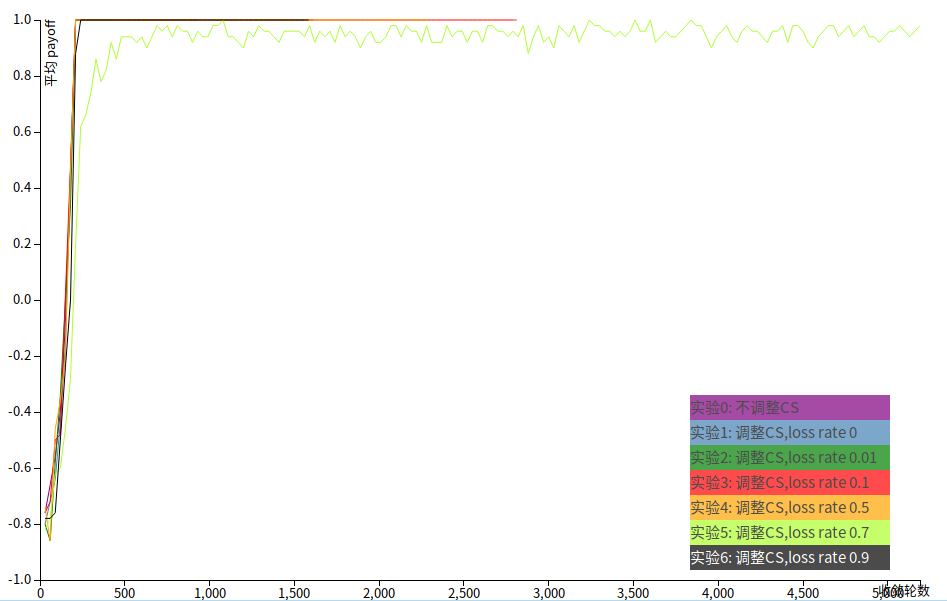 平均 payoff
1.0
0.8
0.6
0.4
0.2
0.0
-0.2
-0.4
-0.6
-0.8
-1.0
实验0: 不调整CS
实验1: 调整CS,loss rate 0
实验2: 调整CS,loss rate 0.01
实验3: 调整CS,loss rate 0.1
实验4: 调整CS,loss rate 0.5
实验5: 调整CS,loss rate 0.7
实验6: 调整CS,loss rate 0.9
0 500 1,000 1,500 2,000 2,500 3,000 3,500 4,000 4,500 5,000
收敛轮数